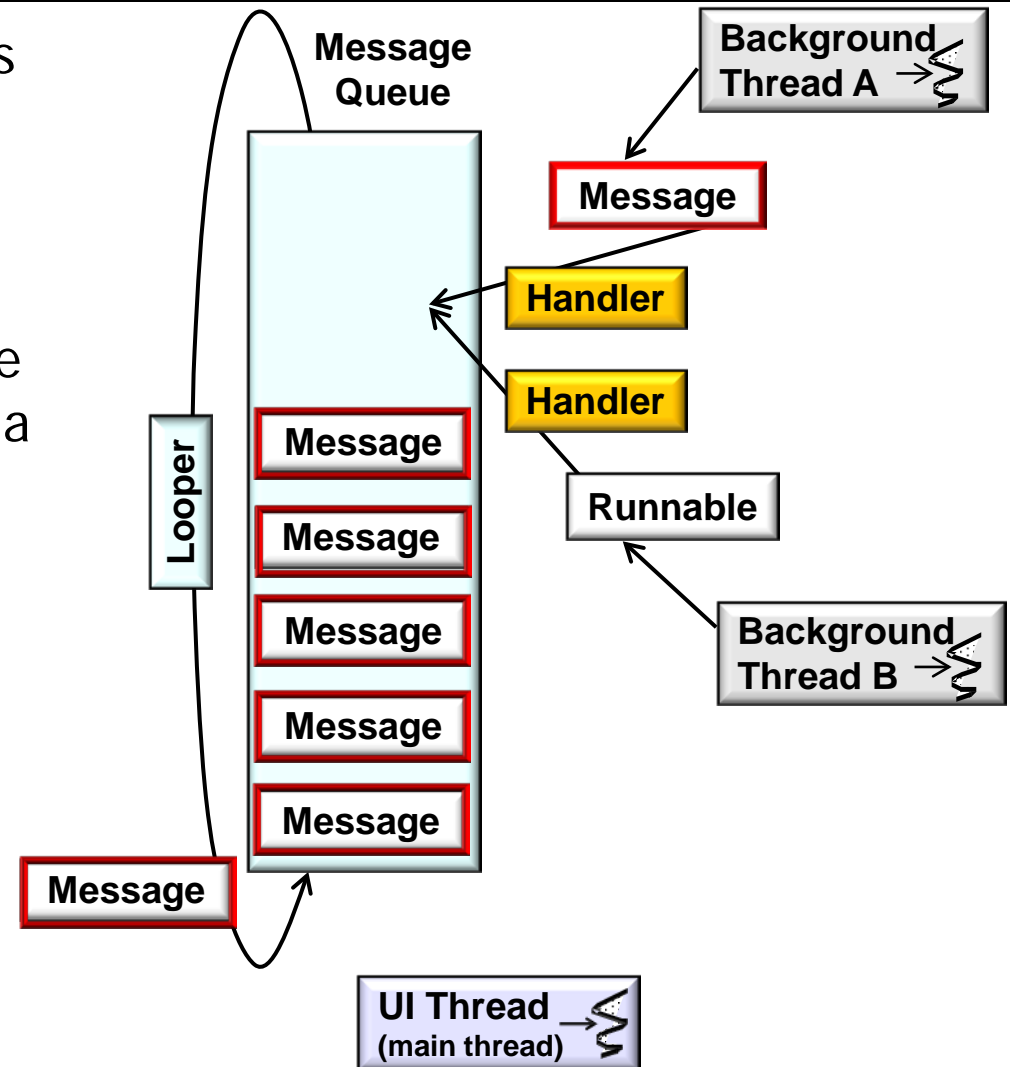 s
e
a
Message
Queue
Background
Thread A
Message
Handler
Handler
Message
Looper
Runnable
Message
Message
Background
Thread B
Message
Message
Message
UI Thread
(main thread)